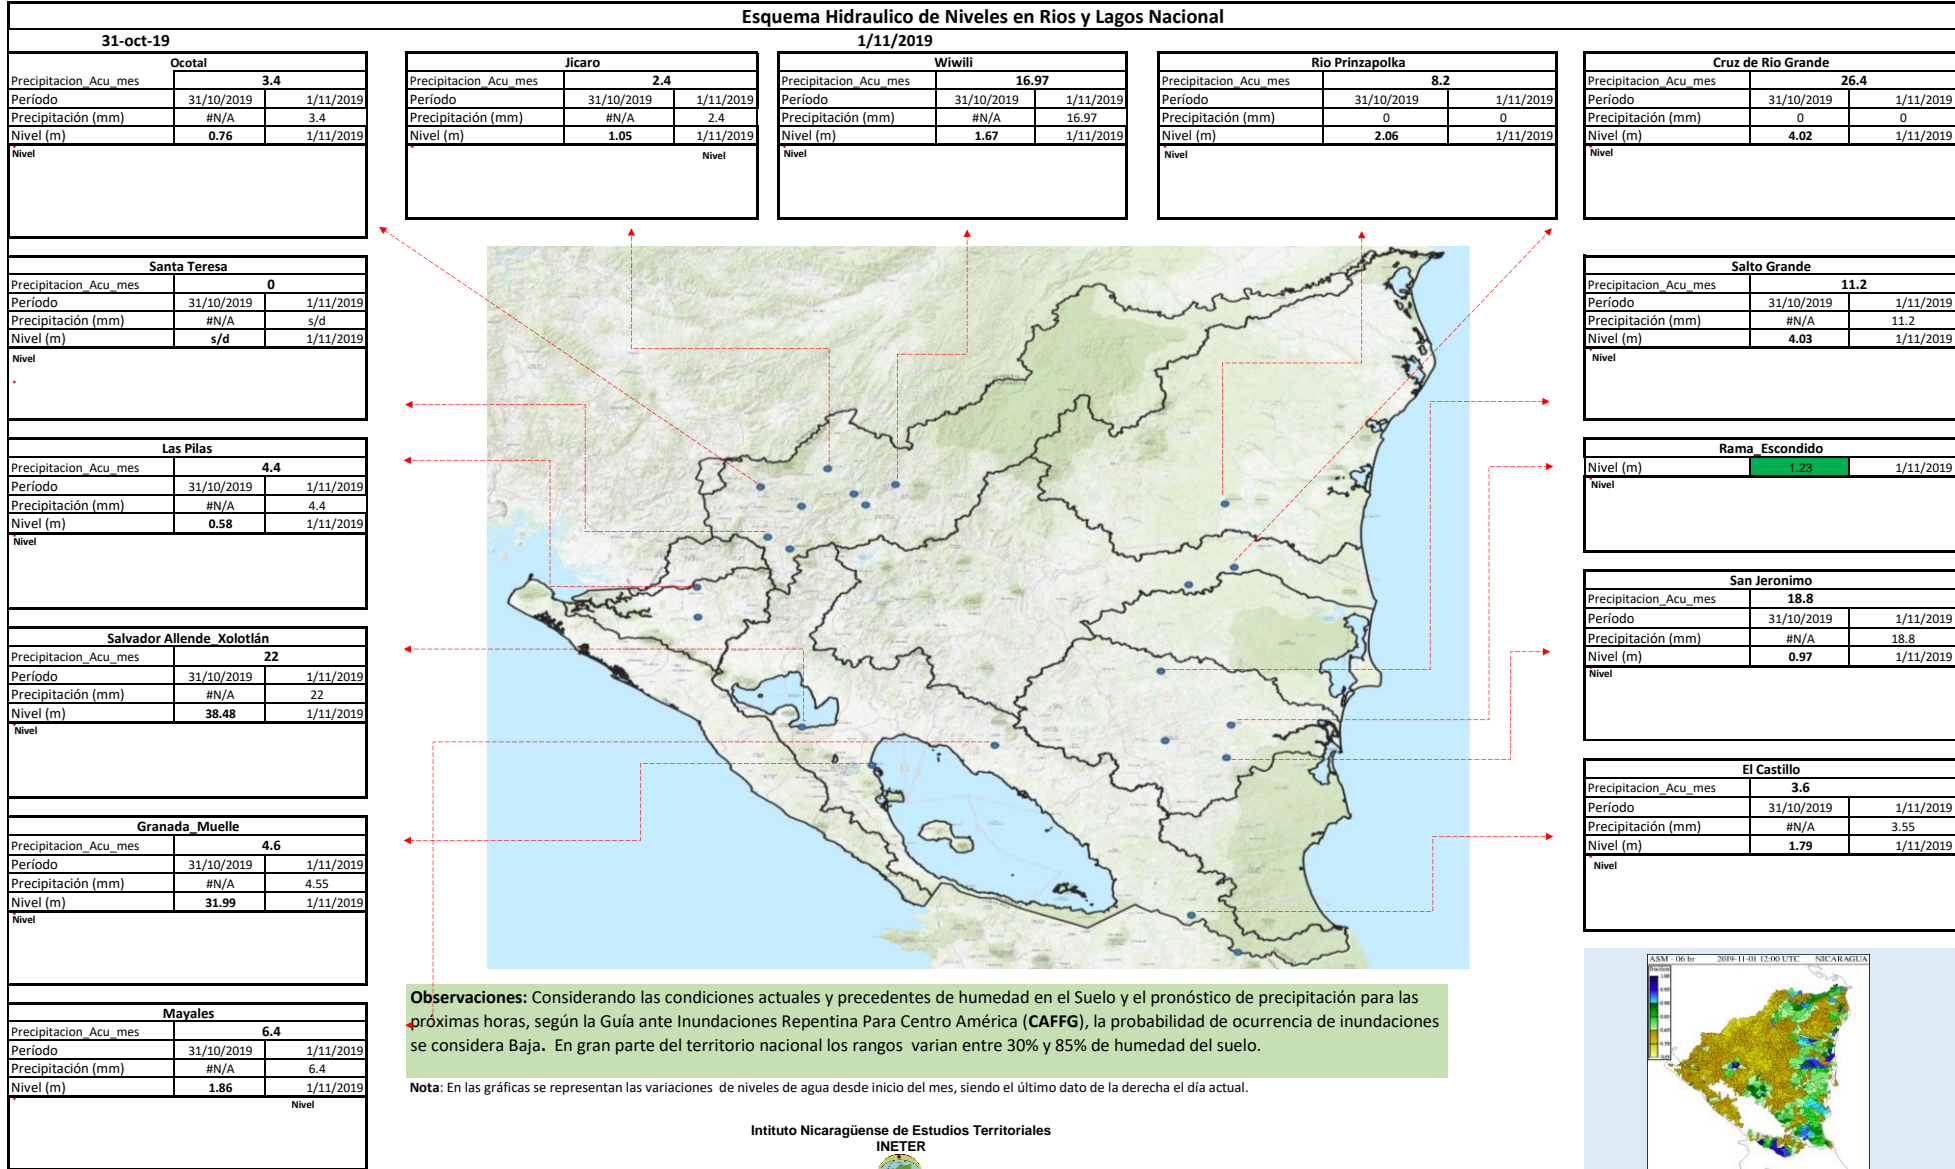 Esquema Hidraulico de Niveles en Rios y Lagos Nacional
31-oct-19 1/11/2019
Ocotal
Precipitacion_Acu_mes 3.4
Período 31/10/2019 1/11/2019
Precipitación (mm) #N/A 3.4
Nivel (m) 0.76 1/11/2019
Nivel
Jicaro
Precipitacion_Acu_mes 2.4
Período 31/10/2019 1/11/2019
Precipitación (mm) #N/A 2.4
Nivel (m) 1.05 1/11/2019
Nivel
Wiwili
Precipitacion_Acu_mes 16.97
Período 31/10/2019 1/11/2019
Precipitación (mm) #N/A 16.97
Nivel (m) 1.67 1/11/2019
Nivel
Rio Prinzapolka
Precipitacion_Acu_mes 8.2
Período 31/10/2019 1/11/2019
Precipitación (mm) 0 0
Nivel (m) 2.06 1/11/2019
Nivel
Cruz de Rio Grande
Precipitacion_Acu_mes 26.4
Período 31/10/2019 1/11/2019
Precipitación (mm) 0 0
Nivel (m) 4.02 1/11/2019
Nivel
Santa Teresa
Precipitacion_Acu_mes 0
Período 31/10/2019 1/11/2019
Precipitación (mm) #N/A s/d
Nivel (m) s/d 1/11/2019
Nivel
Las Pilas
Precipitacion_Acu_mes 4.4
Período 31/10/2019 1/11/2019
Precipitación (mm) #N/A 4.4
Nivel (m) 0.58 1/11/2019
Nivel
Salvador Allende_Xolotlán
Precipitacion_Acu_mes 22
Período 31/10/2019 1/11/2019
Precipitación (mm) #N/A 22
Nivel (m) 38.48 1/11/2019
Nivel
Granada_Muelle
Precipitacion_Acu_mes 4.6
Período 31/10/2019 1/11/2019
Precipitación (mm) #N/A 4.55
Nivel (m) 31.99 1/11/2019
Nivel
Mayales
Precipitacion_Acu_mes 6.4
Período 31/10/2019 1/11/2019
Precipitación (mm) #N/A 6.4
Nivel (m) 1.86 1/11/2019
Nivel
Salto Grande
Precipitacion_Acu_mes 11.2
Período 31/10/2019 1/11/2019
Precipitación (mm) #N/A 11.2
Nivel (m) 4.03 1/11/2019
Nivel
Rama_Escondido
Nivel (m) 1.23 1/11/2019
Nivel
San Jeronimo
Precipitacion_Acu_mes 18.8
Período 31/10/2019 1/11/2019
Precipitación (mm) #N/A 18.8
Nivel (m) 0.97 1/11/2019
Nivel
El Castillo
Precipitacion_Acu_mes 3.6
Período 31/10/2019 1/11/2019
Precipitación (mm) #N/A 3.55
Nivel (m) 1.79 1/11/2019
Nivel
ASM - 06 hr 2019-11-01 12:00 UTC NICARAGUA
Observaciones: Considerando las condiciones actuales y precedentes de humedad en el Suelo y el pronóstico de precipitación para las
próximas horas, según la Guía ante Inundaciones Repentina Para Centro América (CAFFG), la probabilidad de ocurrencia de inundaciones
se considera Baja. En gran parte del territorio nacional los rangos varian entre 30% y 85% de humedad del suelo.
Nota: En las gráficas se representan las variaciones de niveles de agua desde inicio del mes, siendo el último dato de la derecha el día actual.
Intituto Nicaragüense de Estudios Territoriales
INETER